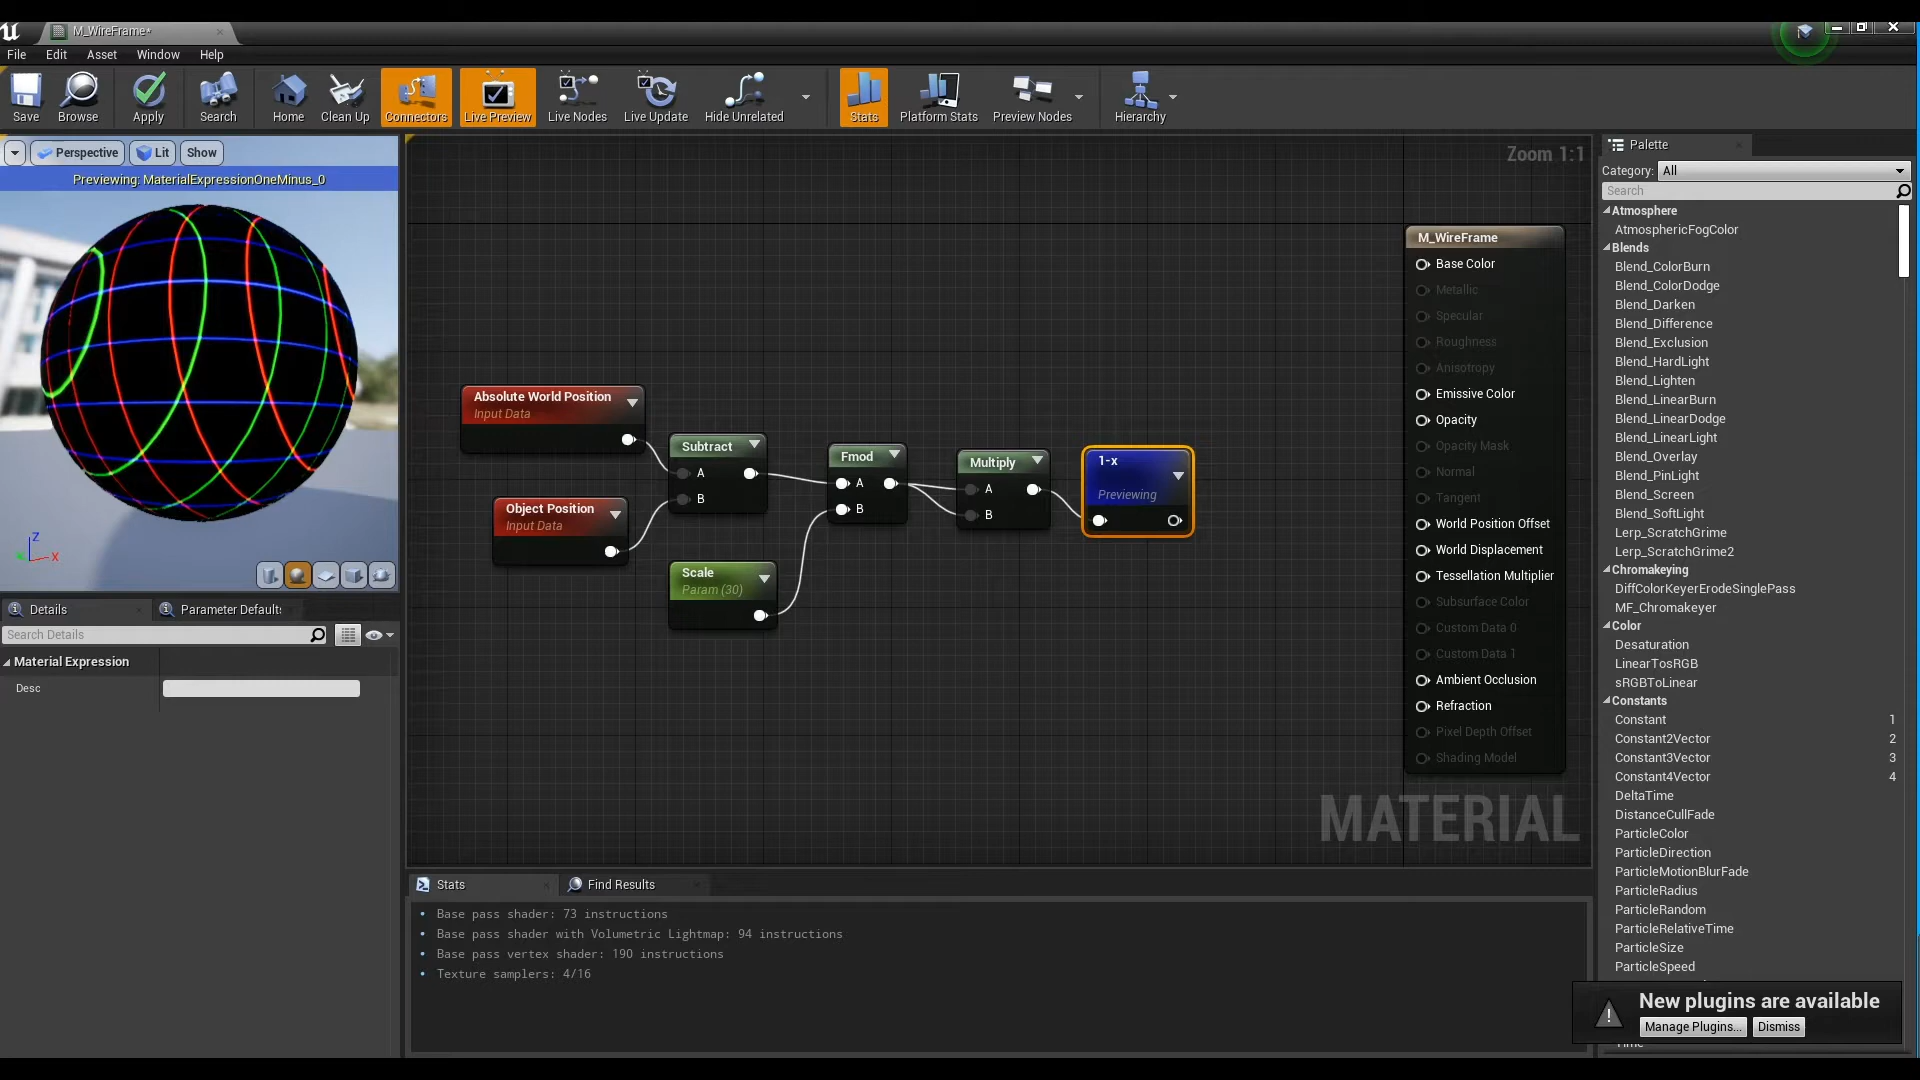 M_WireFrame*
File Edit Asset Window Help
Save Browse Apply Search Home Clean Up Connectors Live Preview Live Nodes Live Update Hide Unrelated Stats Platform Stats Preview Nodes Hierarchy
Perspective Lit Show
Previewing: MaterialExpressionOneMinus_0
Z
X
Details Parameter Defaults
Search Details
Material Expression
Desc
Zoom 1:1
Absolute World Position
Input Data
Object Position
Input Data
Subtract
A
B
Scale
Param (30)
Fmod
A
B
Multiply
A
B
1-x
Previewing
M_WireFrame
Base Color
Metallic
Specular
Roughness
Anisotropy
Emissive Color
Opacity
Opacity Mask
Normal
Tangent
World Position Offset
World Displacement
Tessellation Multiplier
Subsurface Color
Custom Data 0
Custom Data 1
Ambient Occlusion
Refraction
Pixel Depth Offset
Shading Model
MATERIAL
Stats Find Results
• Base pass shader: 73 instructions
• Base pass shader with Volumetric Lightmap: 94 instructions
• Base pass vertex shader: 190 instructions
• Texture samplers: 4/16
Palette
Category: All
Search
Atmosphere
AtmosphericFogColor
Blends
Blend_ColorBurn
Blend_ColorDodge
Blend_Darken
Blend_Difference
Blend_Exclusion
Blend_HardLight
Blend_Lighten
Blend_LinearBurn
Blend_LinearDodge
Blend_LinearLight
Blend_Overlay
Blend_PinLight
Blend_Screen
Blend_SoftLight
Lerp_ScratchGrime
Lerp_ScratchGrime2
Chromakeying
DiffColorKeyerErodeSinglePass
MF_Chromakeyer
Color
Desaturation
LinearTosRGB
sRGBToLinear
Constants
Constant 1
Constant2Vector 2
Constant3Vector 3
Constant4Vector 4
DeltaTime
DistanceCullFade
ParticleColor
ParticleDirection
ParticleMotionBlurFade
ParticleRadius
ParticleRandom
ParticleRelativeTime
ParticleSize
ParticleSpeed
New plugins are available
Manage Plugins... Dismiss
Time